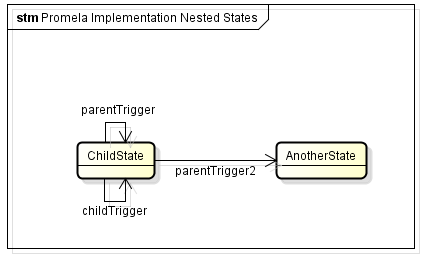 stm Promela Implementation Nested States
parentTrigger
ChildState
AnotherState
parentTrigger2
childTrigger